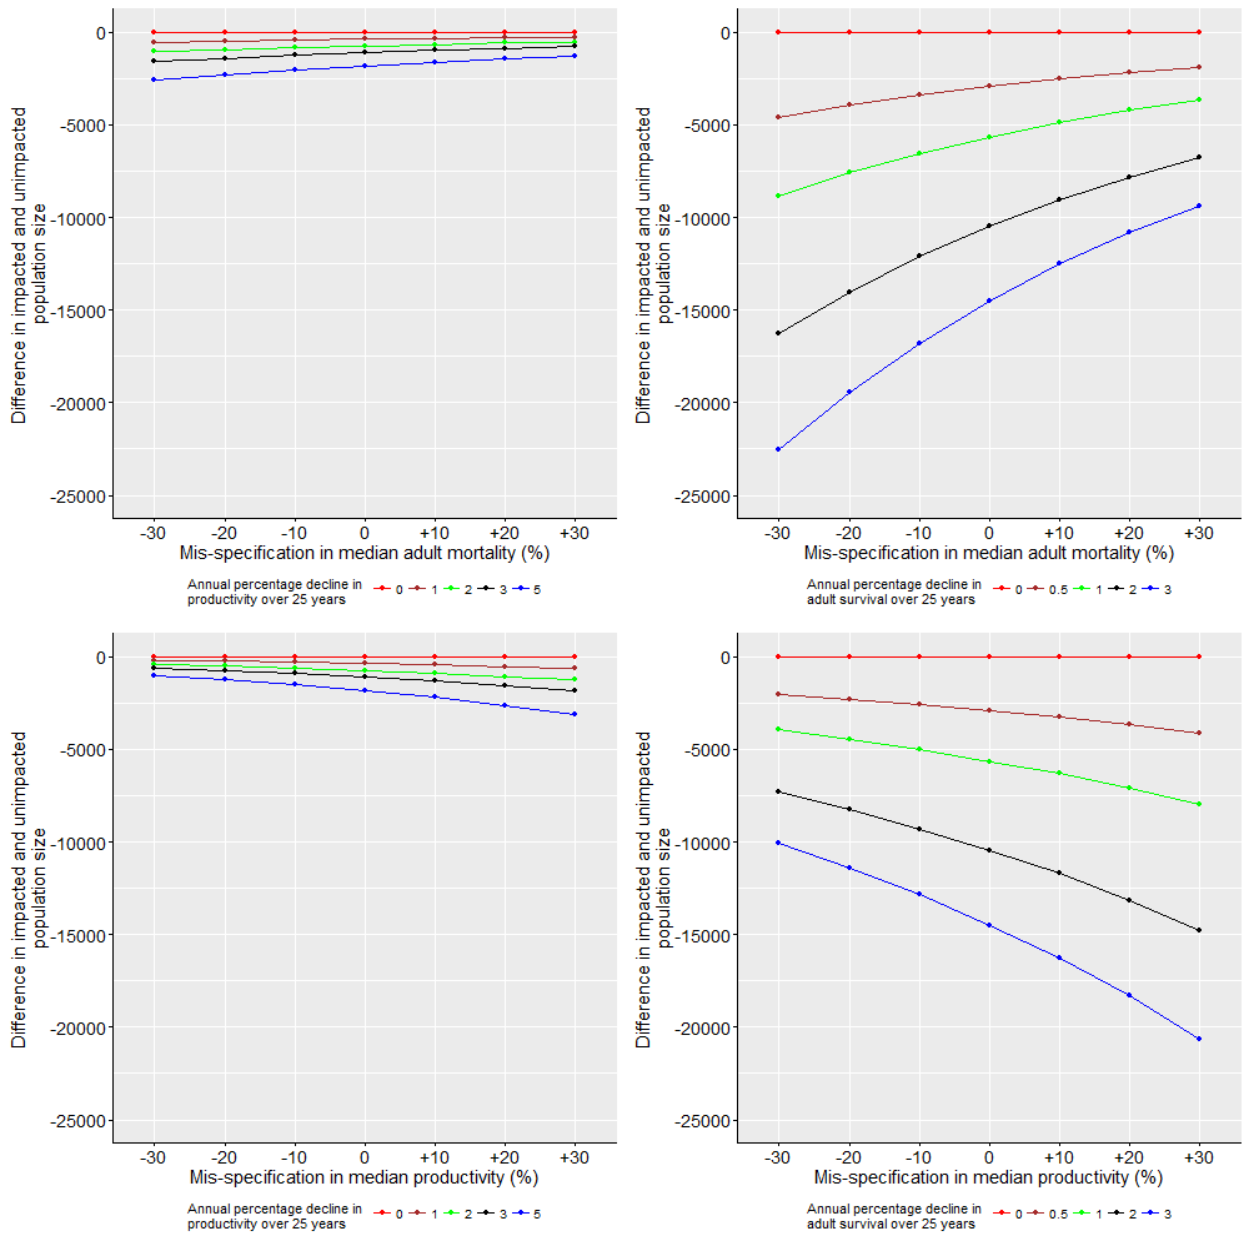 Difference in impacted and unimpacted
population size
0
-5000
-10000
-15000
-20000
-25000
-30 -20 -10 0 +10 +20 +30
Mis-specification in median adult mortality (%)
Annual percentage decline in
productivity over 25 years
0 1 2 3 5
Difference in impacted and unimpacted
population size
0
-5000
-10000
-15000
-20000
-25000
-30 -20 -10 0 +10 +20 +30
Mis-specification in median adult mortality (%)
Annual percentage decline in
adult survival over 25 years
0 0.5 1 2 3
Difference in impacted and unimpacted
population size
0
-5000
-10000
-15000
-20000
-25000
-30 -20 -10 0 +10 +20 +30
Mis-specification in median productivity (%)
Annual percentage decline in
productivity over 25 years
0 1 2 3 5
Difference in impacted and unimpacted
population size
0
-5000
-10000
-15000
-20000
-25000
-30 -20 -10 0 +10 +20 +30
Mis-specification in median productivity (%)
Annual percentage decline in
adult survival over 25 years
0 0.5 1 2 3